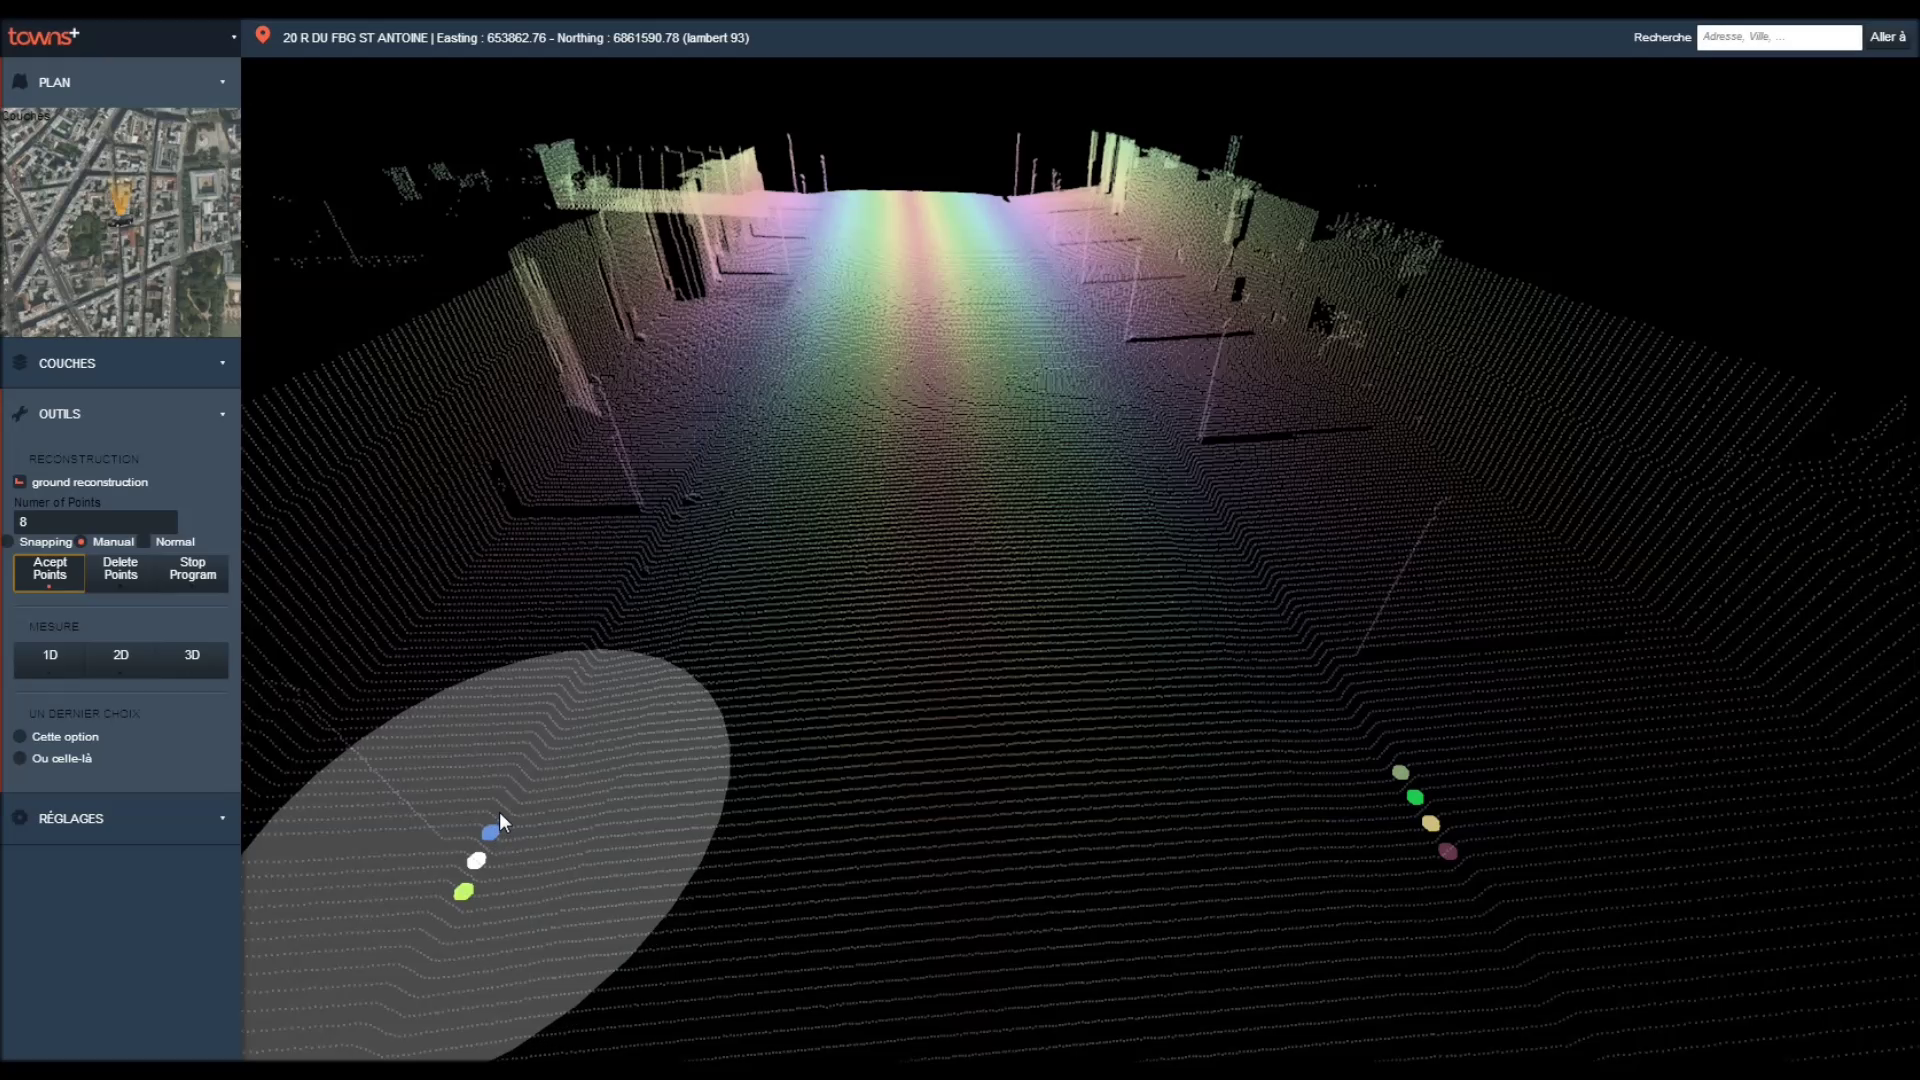 towns+
20 R DU FBG ST ANTOINE | Easting : 653862.76 - Northing : 6861590.78 (lambert 93)
Recherche
Adresse, Ville, ...
Aller à
PLAN
Couches
COUCHES
OUTILS
RECONSTRUCTION
ground reconstruction
Numer of Points
8
Snapping Manual Normal
Acept Points
Delete Points
Stop Program
MESURE
1D 2D 3D
UN DERNIER CHOIX
Cette option
Ou celle-là
RÉGLAGES